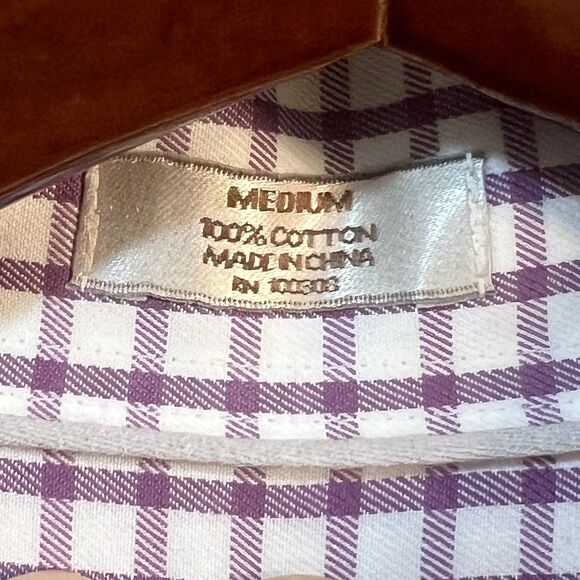 MEDIUM
100% COTTON
MADE IN CHINA
RN 100303